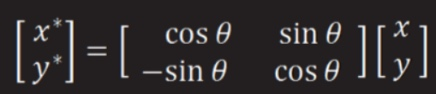 [x*] = [ cos θ sin θ ] [x]
[y*] [ −sin θ cos θ ] [y]